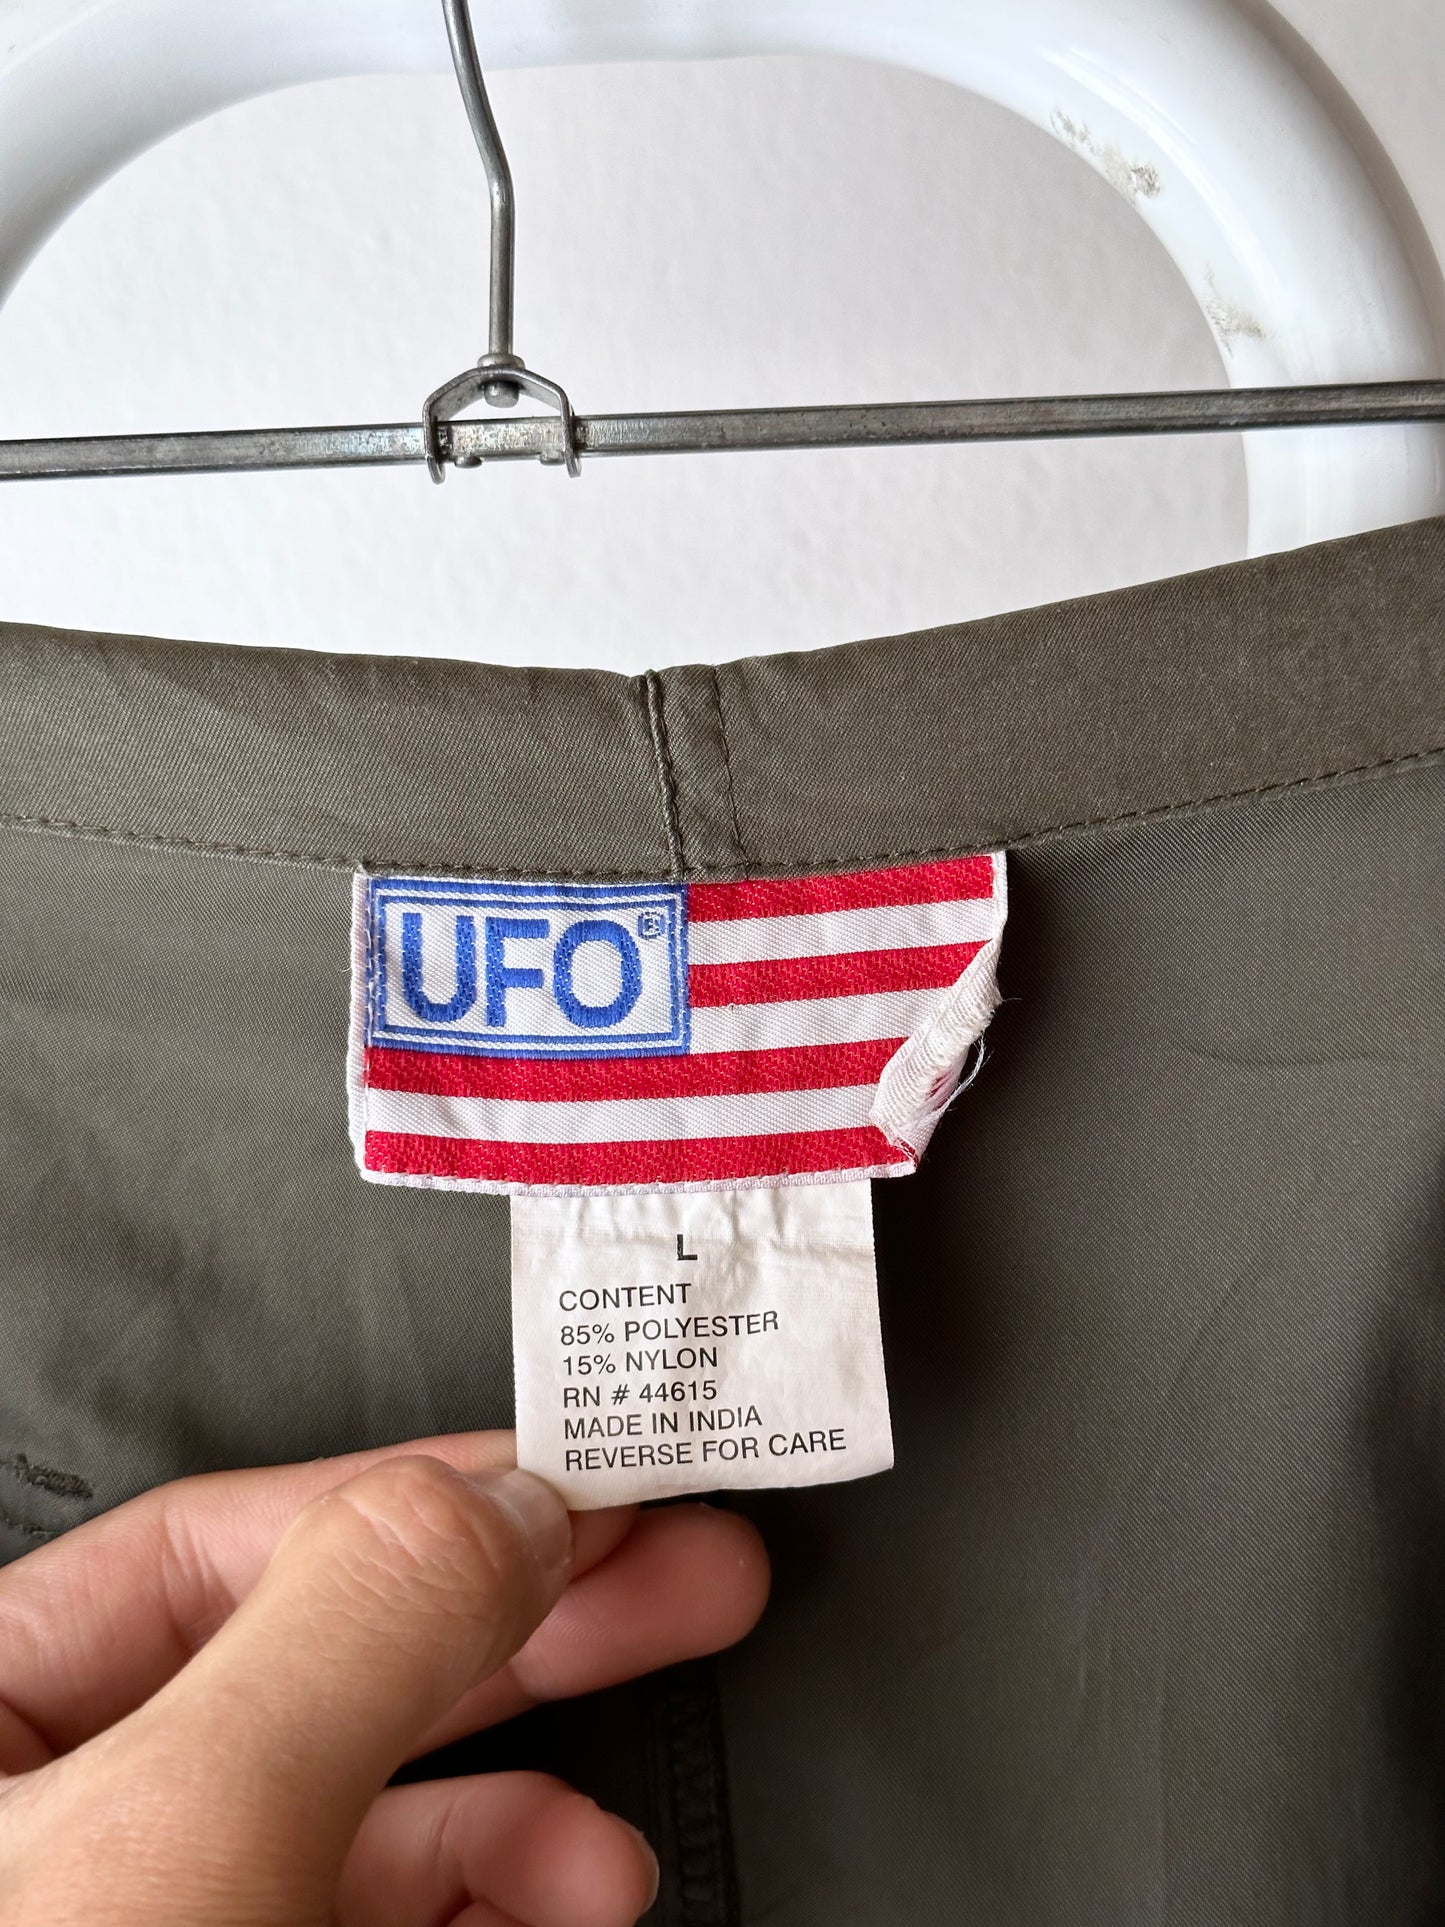 UFO®
L
CONTENT
85% POLYESTER
15% NYLON
RN # 44615
MADE IN INDIA
REVERSE FOR CARE